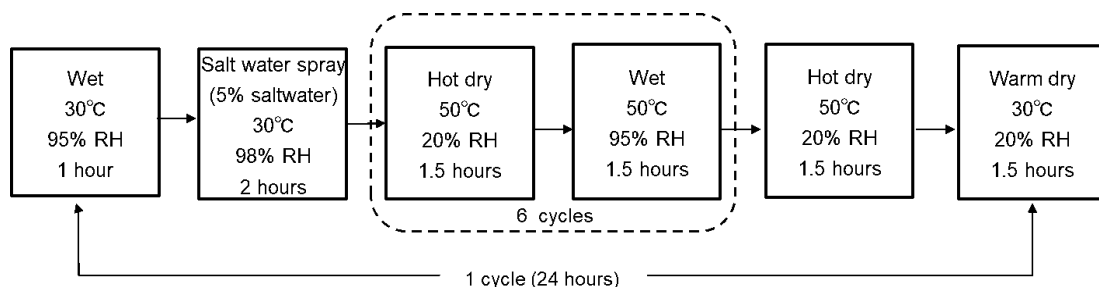 Wet
30℃
95% RH
1 hour
Salt water spray
(5% saltwater)
30℃
98% RH
2 hours
Hot dry
50℃
20% RH
1.5 hours
Wet
50℃
95% RH
1.5 hours
6 cycles
Hot dry
50℃
20% RH
1.5 hours
Warm dry
30℃
20% RH
1.5 hours
1 cycle (24 hours)